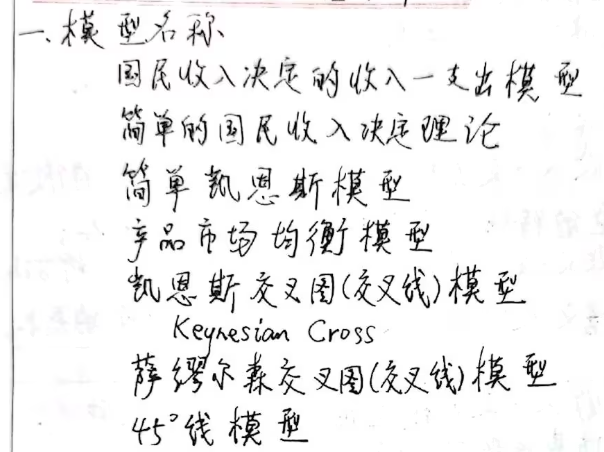 一、模型名称
国民收入决定的收入一支出模型
简单的国民收入决定理论
简单凯恩斯模型
产品市场均衡模型
凯恩斯交叉图(交叉线)模型
Keynesian Cross
萨缪尔森交叉图(交叉线)模型
45°线模型